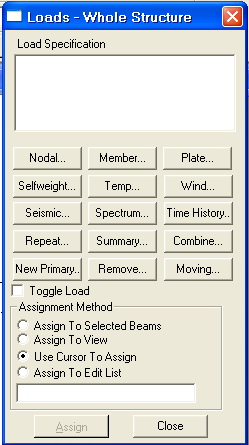 Loads - Whole Structure
Load Specification
Nodal... Member... Plate...
Selfweight... Temp... Wind...
Seismic... Spectrum... Time History...
Repeat... Summary... Combine...
New Primary... Remove... Moving...
Toggle Load
Assignment Method
Assign To Selected Beams
Assign To View
Use Cursor To Assign
Assign To Edit List
Assign Close